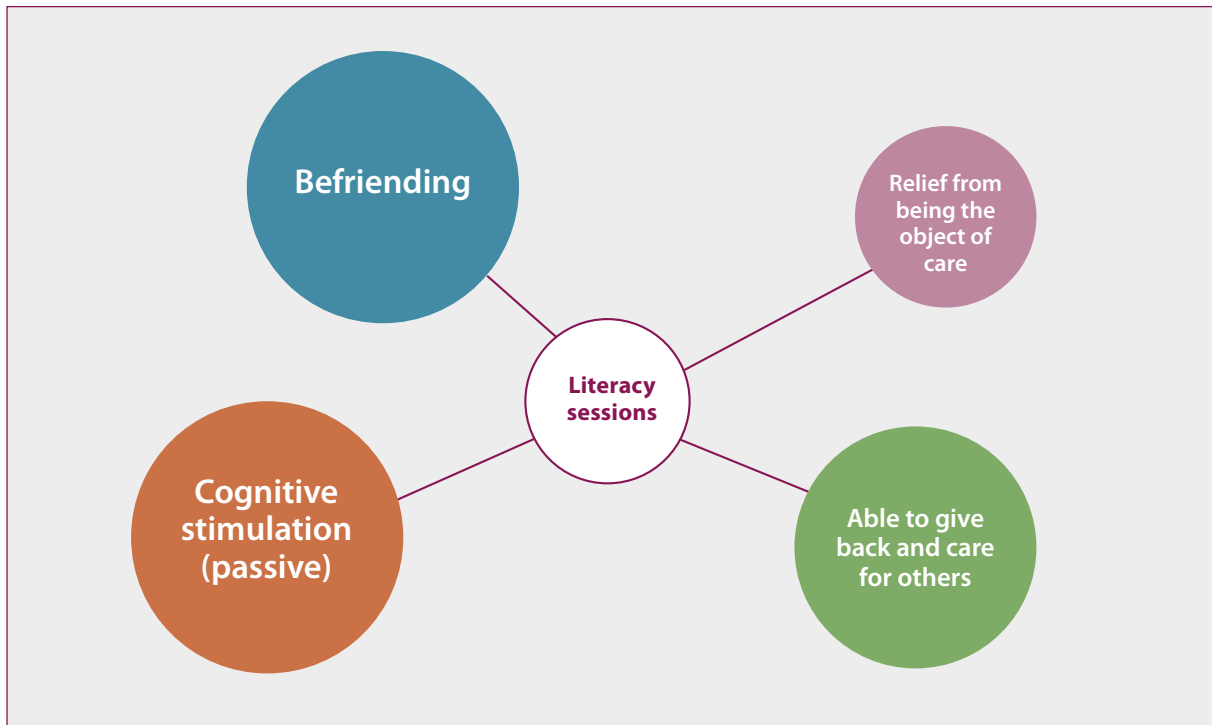 Befriending
Relief from
being the
object of
care
Literacy
sessions
Cognitive
stimulation
(passive)
Able to give
back and care
for others